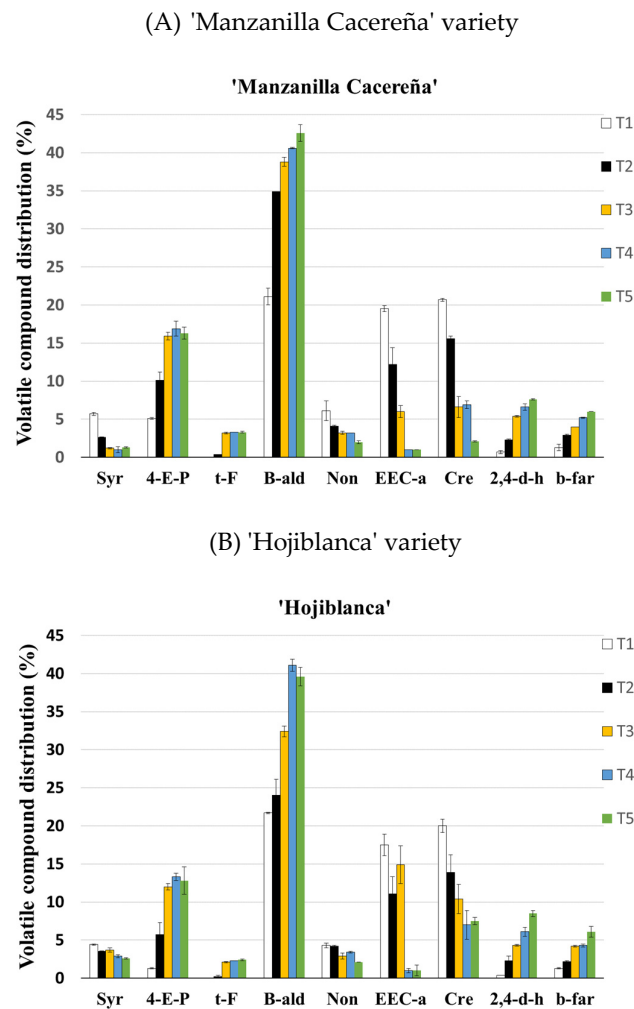 (A) 'Manzanilla Cacereña' variety
'Manzanilla Cacereña'
Volatile compound distribution (%)
45
40
35
30
25
20
15
10
5
0
Syr 4-E-P t-F B-ald Non EEC-a Cre 2,4-d-h b-far
T1
T2
T3
T4
T5
(B) 'Hojiblanca' variety
'Hojiblanca'
Volatile compound distribution (%)
45
40
35
30
25
20
15
10
5
0
Syr 4-E-P t-F B-ald Non EEC-a Cre 2,4-d-h b-far
T1
T2
T3
T4
T5